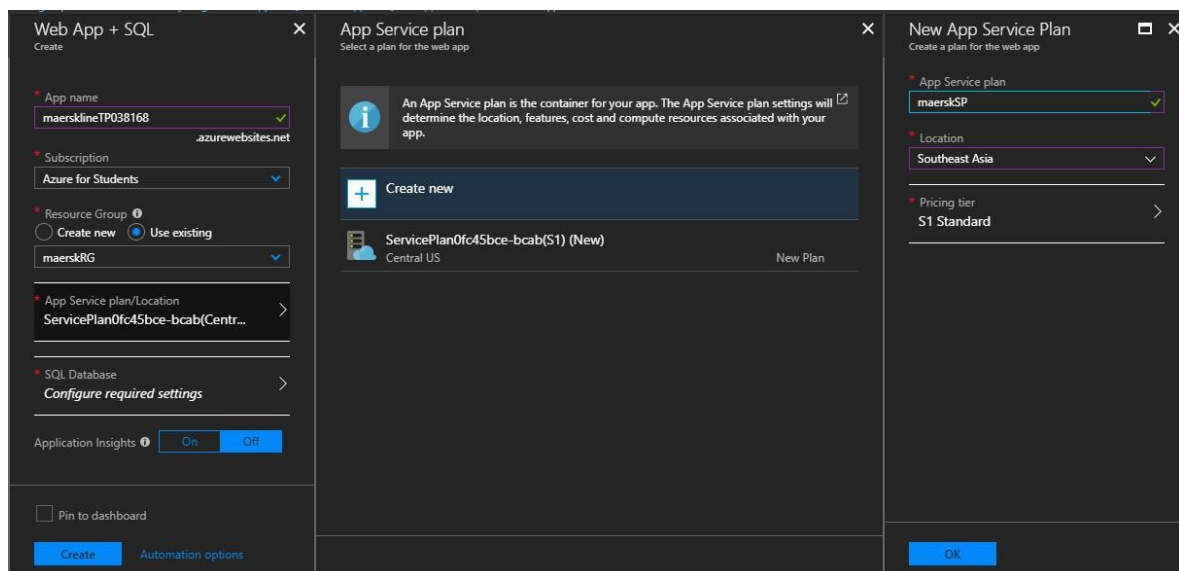 Web App + SQL
Create
* App name
maersklineTP038168
.azurewebsites.net
* Subscription
Azure for Students
* Resource Group
Create new Use existing
maerskRG
* App Service plan/Location
ServicePlan0fc45bce-bcab(Centr...
* SQL Database
Configure required settings
Application Insights On Off
Pin to dashboard
Create Automation options
App Service plan
Select a plan for the web app
An App Service plan is the container for your app. The App Service plan settings will
determine the location, features, cost and compute resources associated with your
app.
Create new
ServicePlan0fc45bce-bcab(S1) (New)
Central US New Plan
New App Service Plan
Create a plan for the web app
* App Service plan
maerskSP
* Location
Southeast Asia
* Pricing tier
S1 Standard
OK